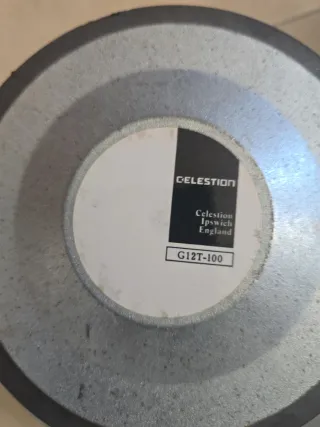 CELESTION
Celestion
Ipswich
England
G12T-100